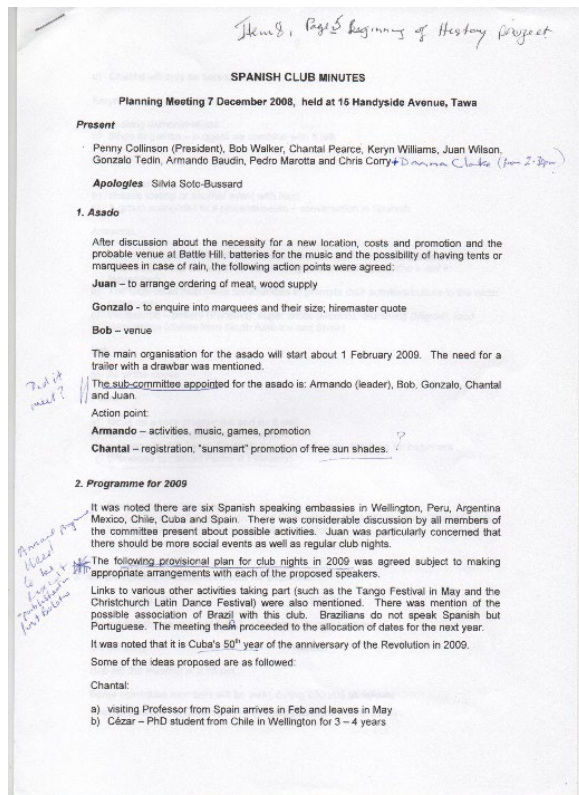 Item 8, Page 5 Beginning of History project
SPANISH CLUB MINUTES
Planning Meeting 7 December 2008, held at 15 Handyside Avenue, Tawa
Present
Penny Collinson (President), Bob Walker, Chantal Pearce, Keryn Williams, Juan Wilson,
Gonzalo Tedin, Armando Baudin, Pedro Marotta and Chris Corry + Clarke (from 2-3pm)
Apologies Silvia Soto-Bussard
1. Asado
After discussion about the necessity for a new location, costs and promotion and the
probable venue at Battle Hill, batteries for the music and the possibility of having tents or
marquees in case of rain, the following action points were agreed:
Juan – to arrange ordering of meat, wood supply
Gonzalo - to enquire into marquees and their size; hiremaster quote
Bob – venue
The main organisation for the asado will start about 1 February 2009. The need for a
trailer with a drawbar was mentioned.
Did it
meet?
The sub-committee appointed for the asado is: Armando (leader), Bob, Gonzalo, Chantal
and Juan.
Action point:
Armando – activities, music, games, promotion
Chantal – registration, "sunsmart" promotion of free sun shades. ?
2. Programme for 2009
It was noted there are six Spanish speaking embassies in Wellington, Peru, Argentina
Mexico, Chile, Cuba and Spain. There was considerable discussion by all members of
the committee present about possible activities. Juan was particularly concerned that
there should be more social events as well as regular club nights.
Annual
to be
The following provisional plan for club nights in 2009 was agreed subject to making
appropriate arrangements with each of the proposed speakers.
Links to various other activities taking part (such as the Tango Festival in May and the
Christchurch Latin Dance Festival) were also mentioned. There was mention of the
possible association of Brazil with this club. Brazilians do not speak Spanish but
Portuguese. The meeting then proceeded to the allocation of dates for the next year.
It was noted that it is Cuba's 50th year of the anniversary of the Revolution in 2009.
Some of the ideas proposed are as followed:
Chantal:
a) visiting Professor from Spain arrives in Feb and leaves in May
b) Cézar – PhD student from Chile in Wellington for 3 – 4 years